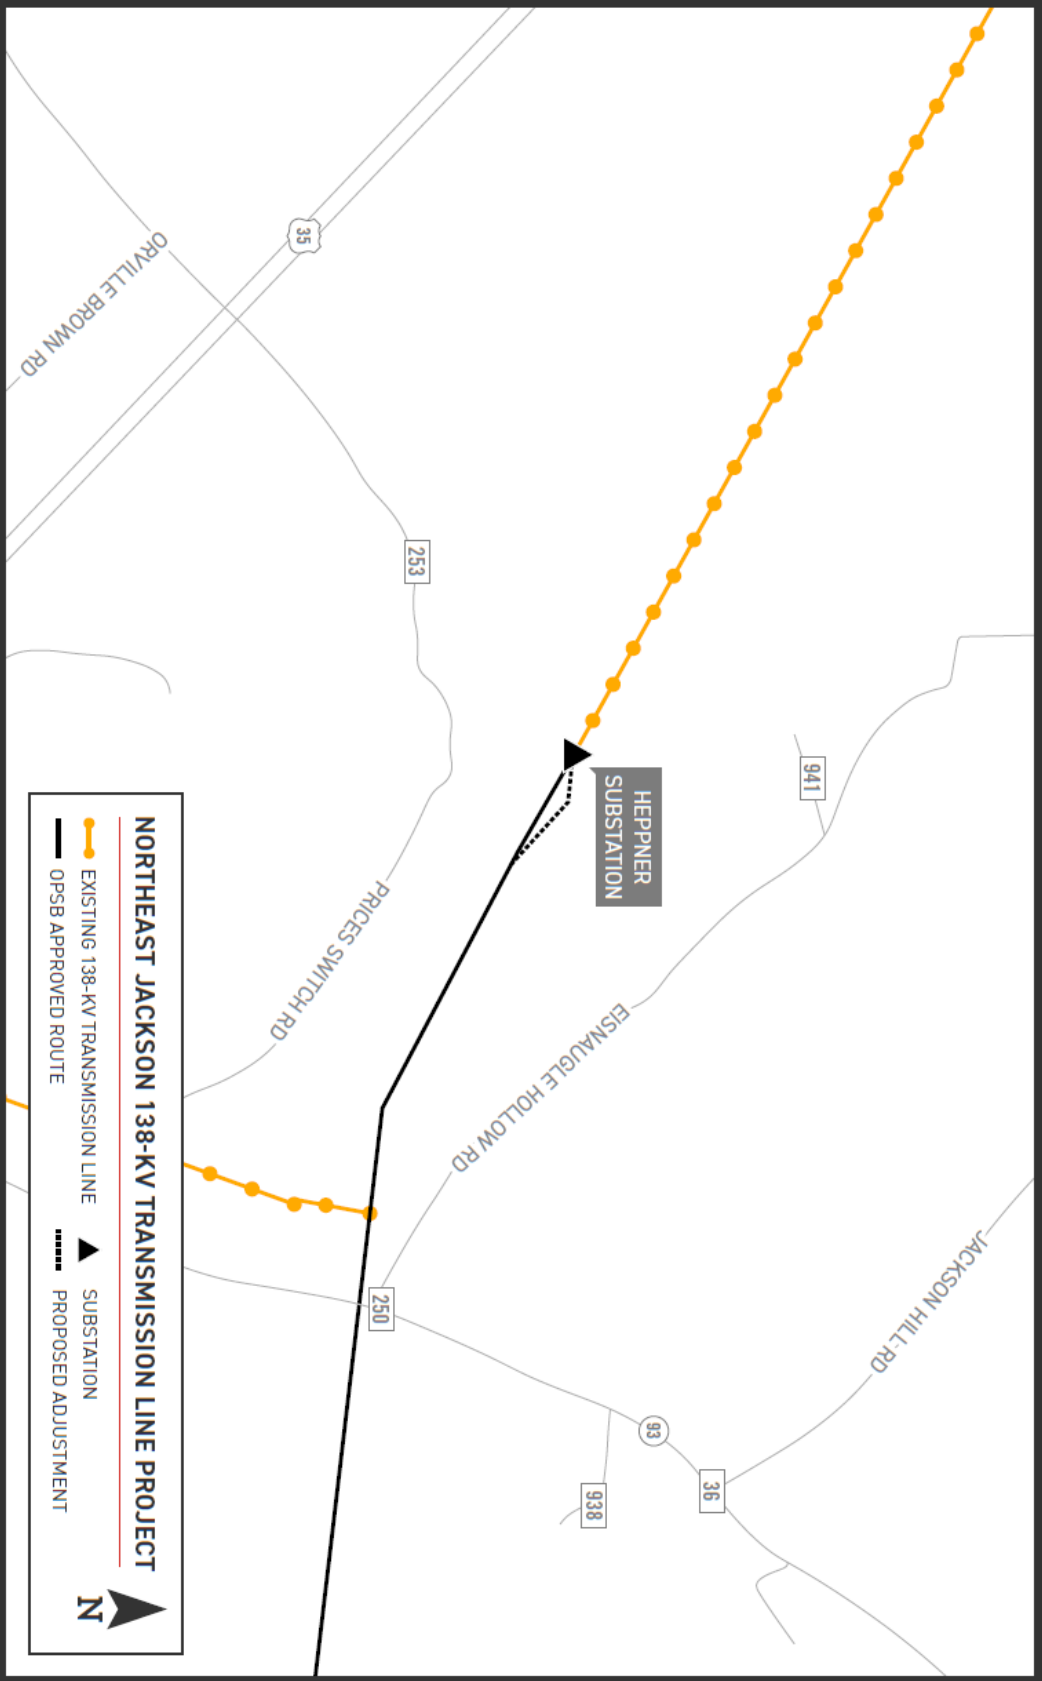 941
JACKSON HILL RD
36
93
938
HEPPNER
SUBSTATION
EISNAUGLE HOLLOW RD
250
253
PRICES SWITCH RD
35
ORVILLE BROWN RD
NORTHEAST JACKSON 138-KV TRANSMISSION LINE PROJECT
EXISTING 138-KV TRANSMISSION LINE
SUBSTATION
OPSB APPROVED ROUTE
PROPOSED ADJUSTMENT
N